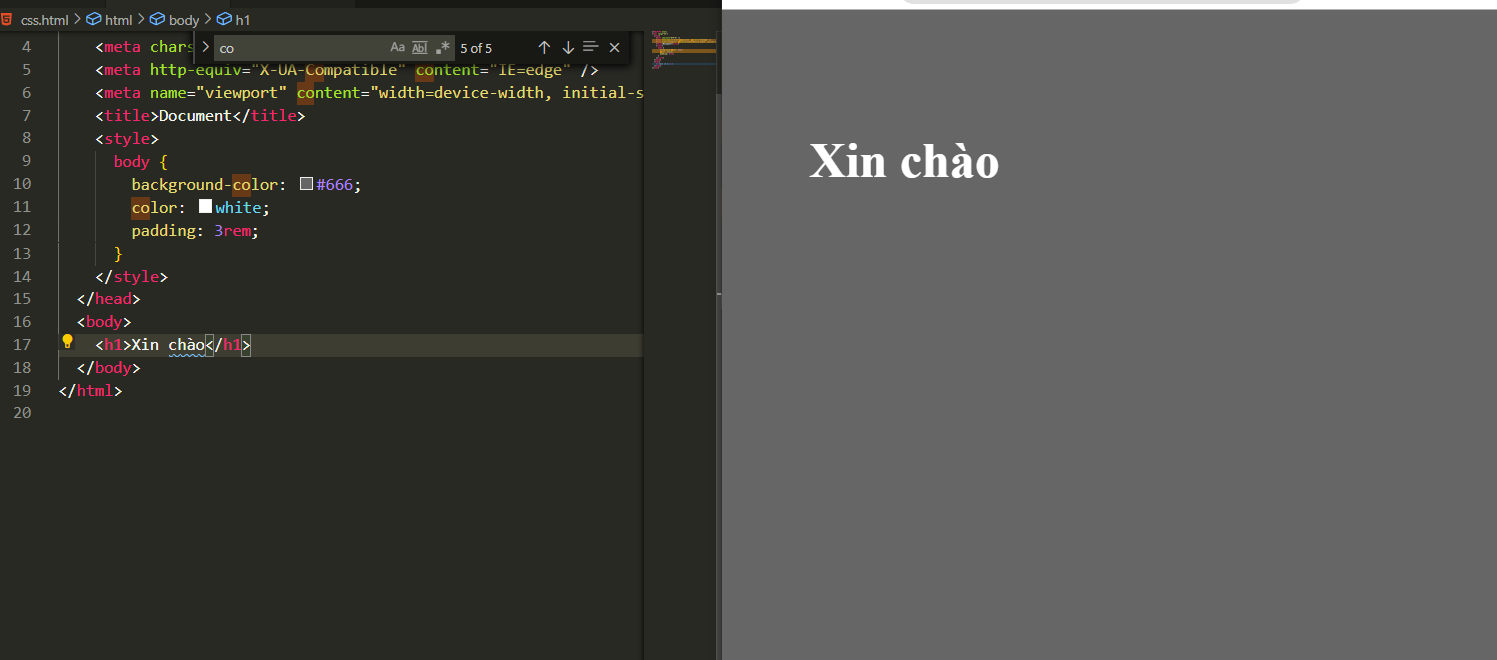 css.html > html > body > h1
co Aa Ab| .* 5 of 5
4 <meta chars
5 <meta http-equiv="X-UA-Compatible" content="IE=edge" />
6 <meta name="viewport" content="width=device-width, initial-s
7 <title>Document</title>
8 <style>
9 body {
10 background-color: #666;
11 color: white;
12 padding: 3rem;
13 }
14 </style>
15 </head>
16 <body>
17 <h1>Xin chào</h1>
18 </body>
19 </html>
20
Xin chào